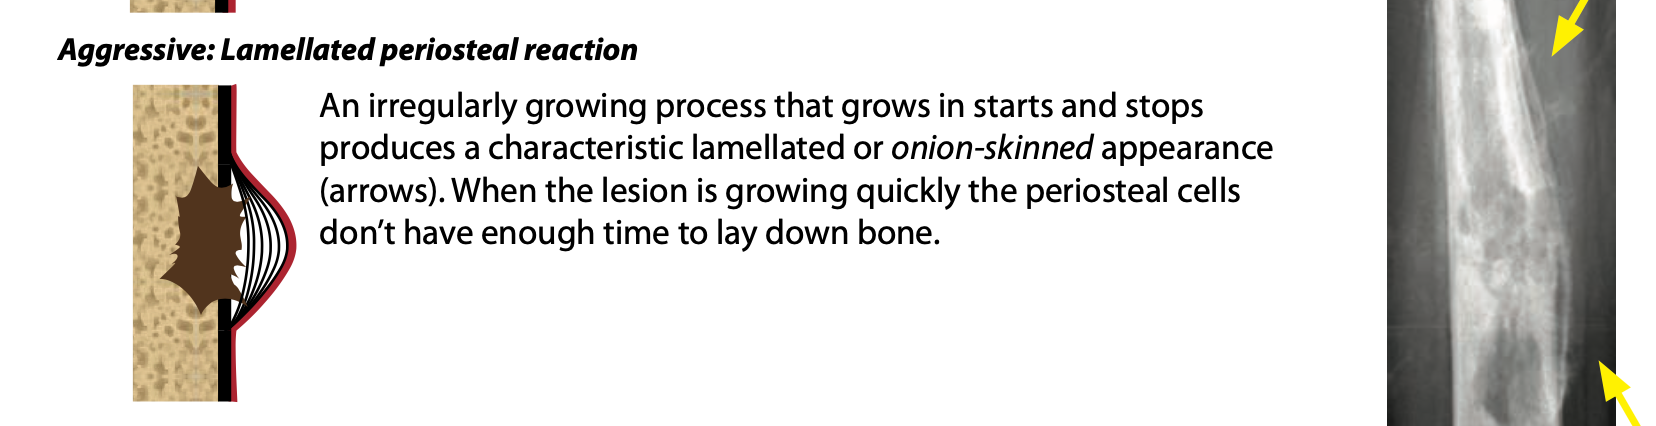 Aggressive: Lamellated periosteal reaction
An irregularly growing process that grows in starts and stops
produces a characteristic lamellated or onion-skinned appearance
(arrows). When the lesion is growing quickly the periosteal cells
don’t have enough time to lay down bone.